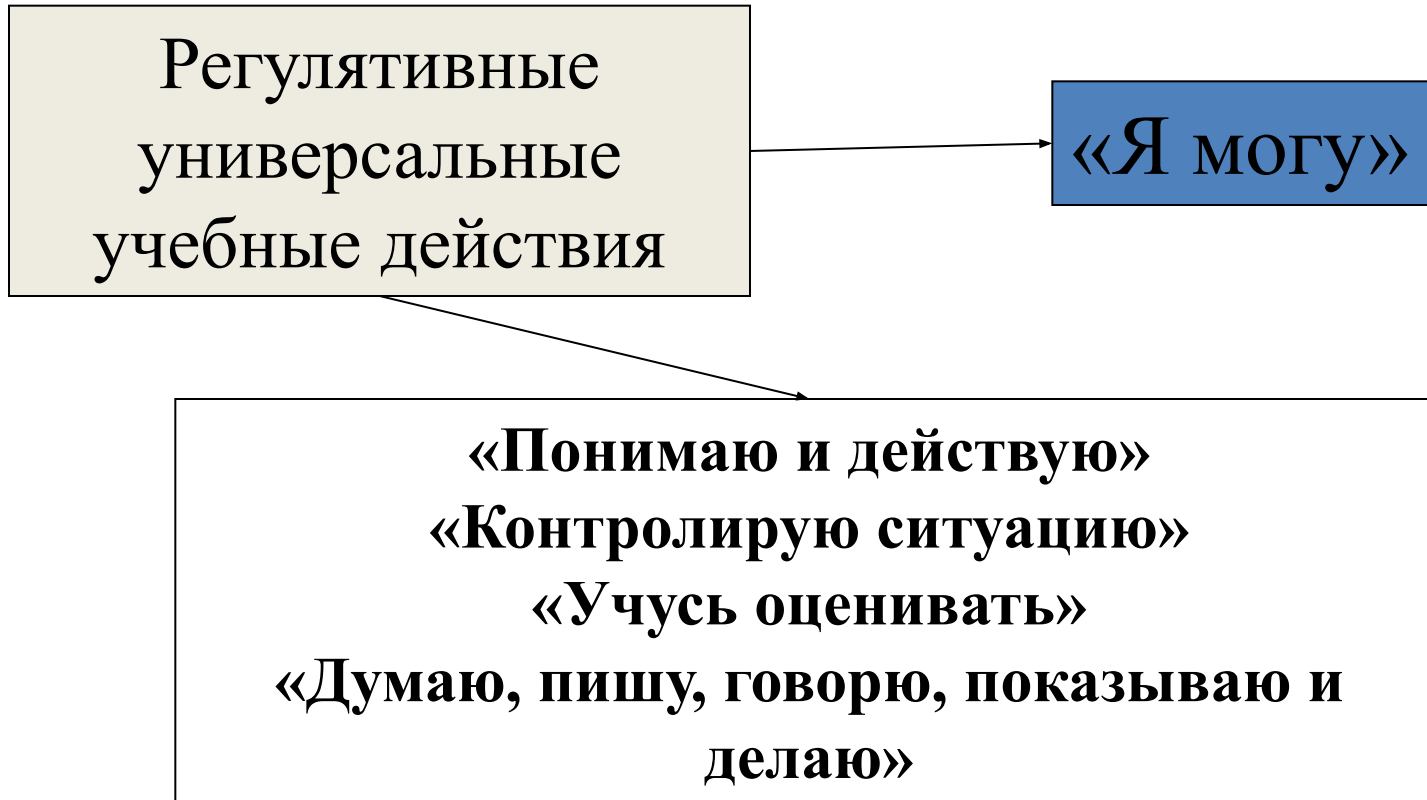 Регулятивные
универсальные
учебные действия
«Я могу»
«Понимаю и действую»
«Контролирую ситуацию»
«Учусь оценивать»
«Думаю, пишу, говорю, показываю и
делаю»